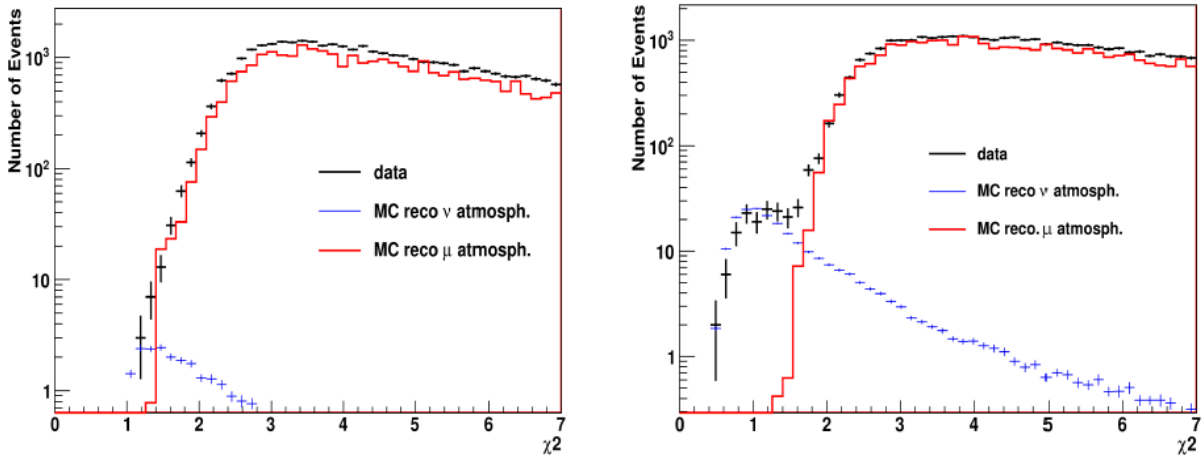 Number of Events
10³
10²
10
1
data
MC reco ν atmosph.
MC reco μ atmosph.
0 1 2 3 4 5 6 7
χ2
Number of Events
10³
10²
10
1
data
MC reco ν atmosph.
MC reco. μ atmosph.
0 1 2 3 4 5 6 7
χ2